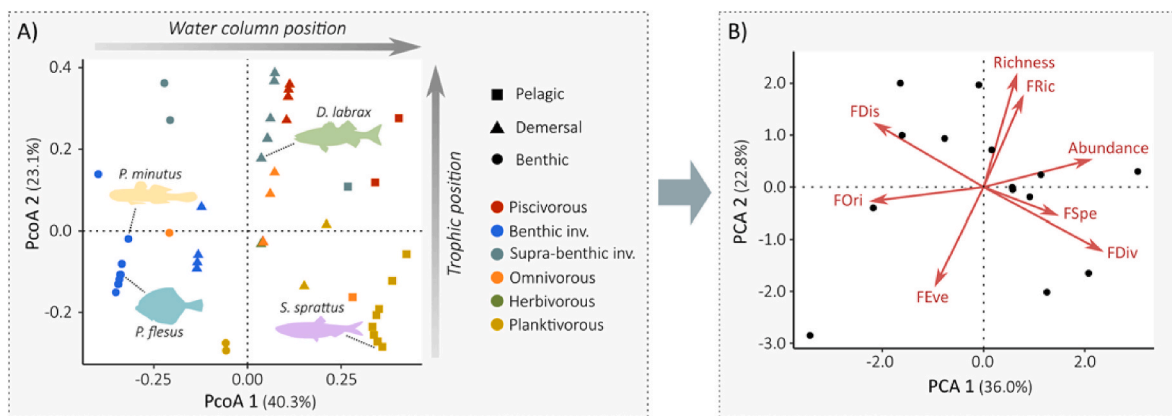 A)
Water column position
0.4
0.2
0.0
-0.2
PcoA 2 (23.1%)
-0.25
0.00
0.25
PcoA 1 (40.3%)
D. labrax
P. minutus
P. flesus
S. sprattus
Trophic position
Pelagic
Demersal
Benthic
Piscivorous
Benthic inv.
Supra-benthic inv.
Omnivorous
Herbivorous
Planktivorous
B)
2.0
1.0
0.0
-1.0
-2.0
-3.0
PCA 2 (22.8%)
-2.0
0.0
2.0
PCA 1 (36.0%)
Richness
FRic
FDis
Abundance
FOri
FSpe
FDiv
FEve